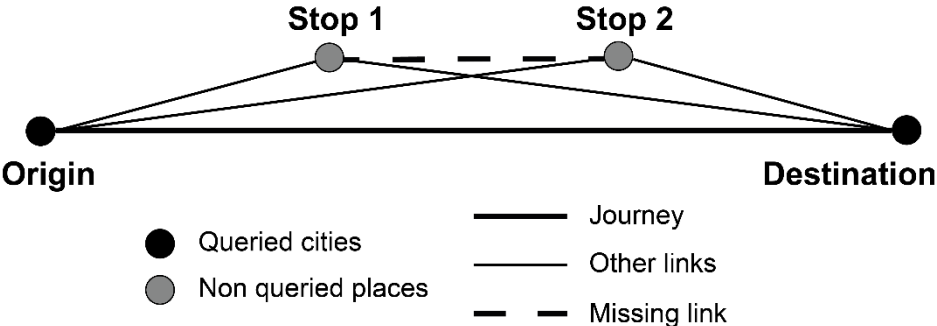 Stop 1
Stop 2
Origin
Destination
Queried cities
Non queried places
Journey
Other links
Missing link